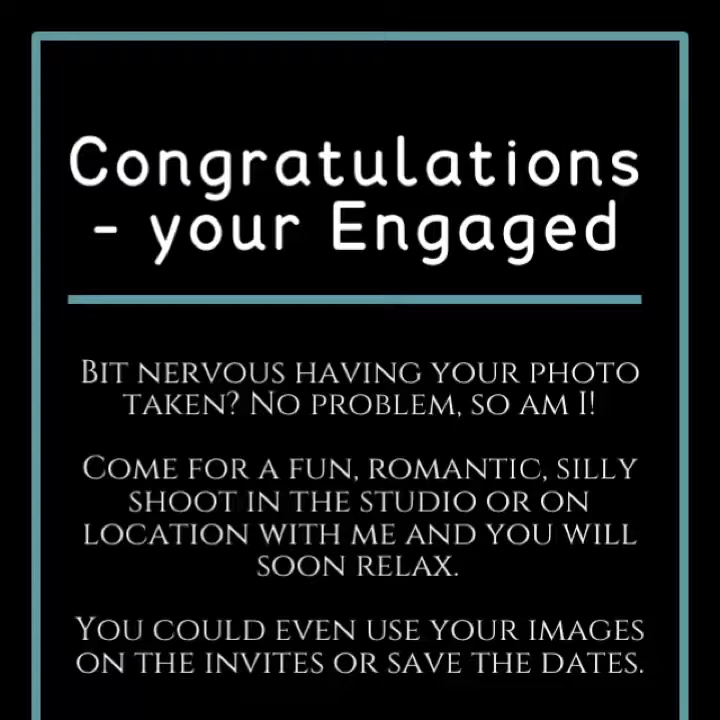 Congratulations
- your Engaged
Bit nervous having your photo
taken? No problem, so am I!
Come for a fun, romantic, silly
shoot in the studio or on
location with me and you will
soon relax.
You could even use your images
on the invites or save the dates.